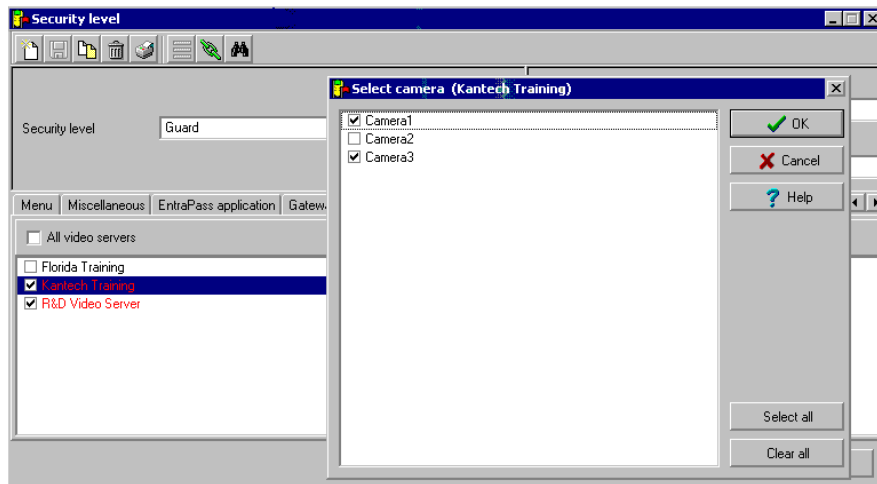 Security level
Select camera (Kantech Training)
Security level
Guard
Camera1
Camera2
Camera3
OK
Cancel
Help
Menu
Miscellaneous
EntraPass application
All video servers
Florida Training
Kantech Training
R&D Video Server
Select all
Clear all